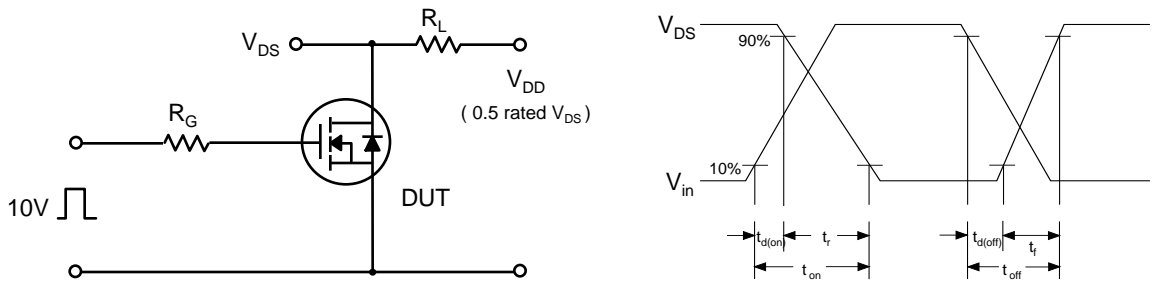 R_L
V_DS
V_DD
( 0.5 rated V_DS )
R_G
DUT
10V
V_DS
90%
10%
V_in
t_d(on)
t_r
t_on
t_d(off)
t_f
t_off